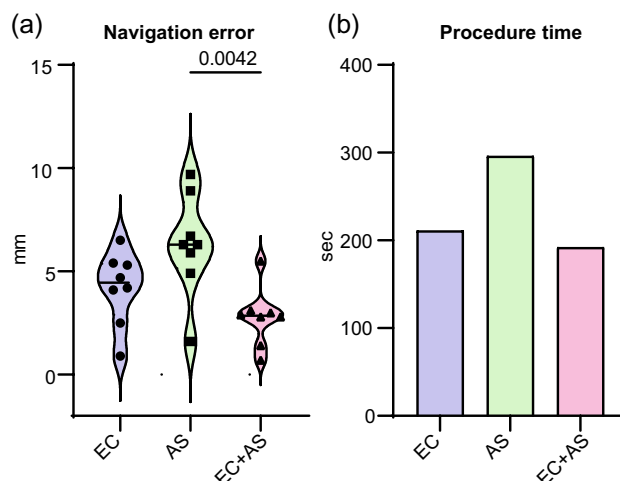 (a)
Navigation error
0.0042
15
10
5
0
mm
EC
AS
EC+AS
(b)
Procedure time
400
300
200
100
0
sec
EC
AS
EC+AS